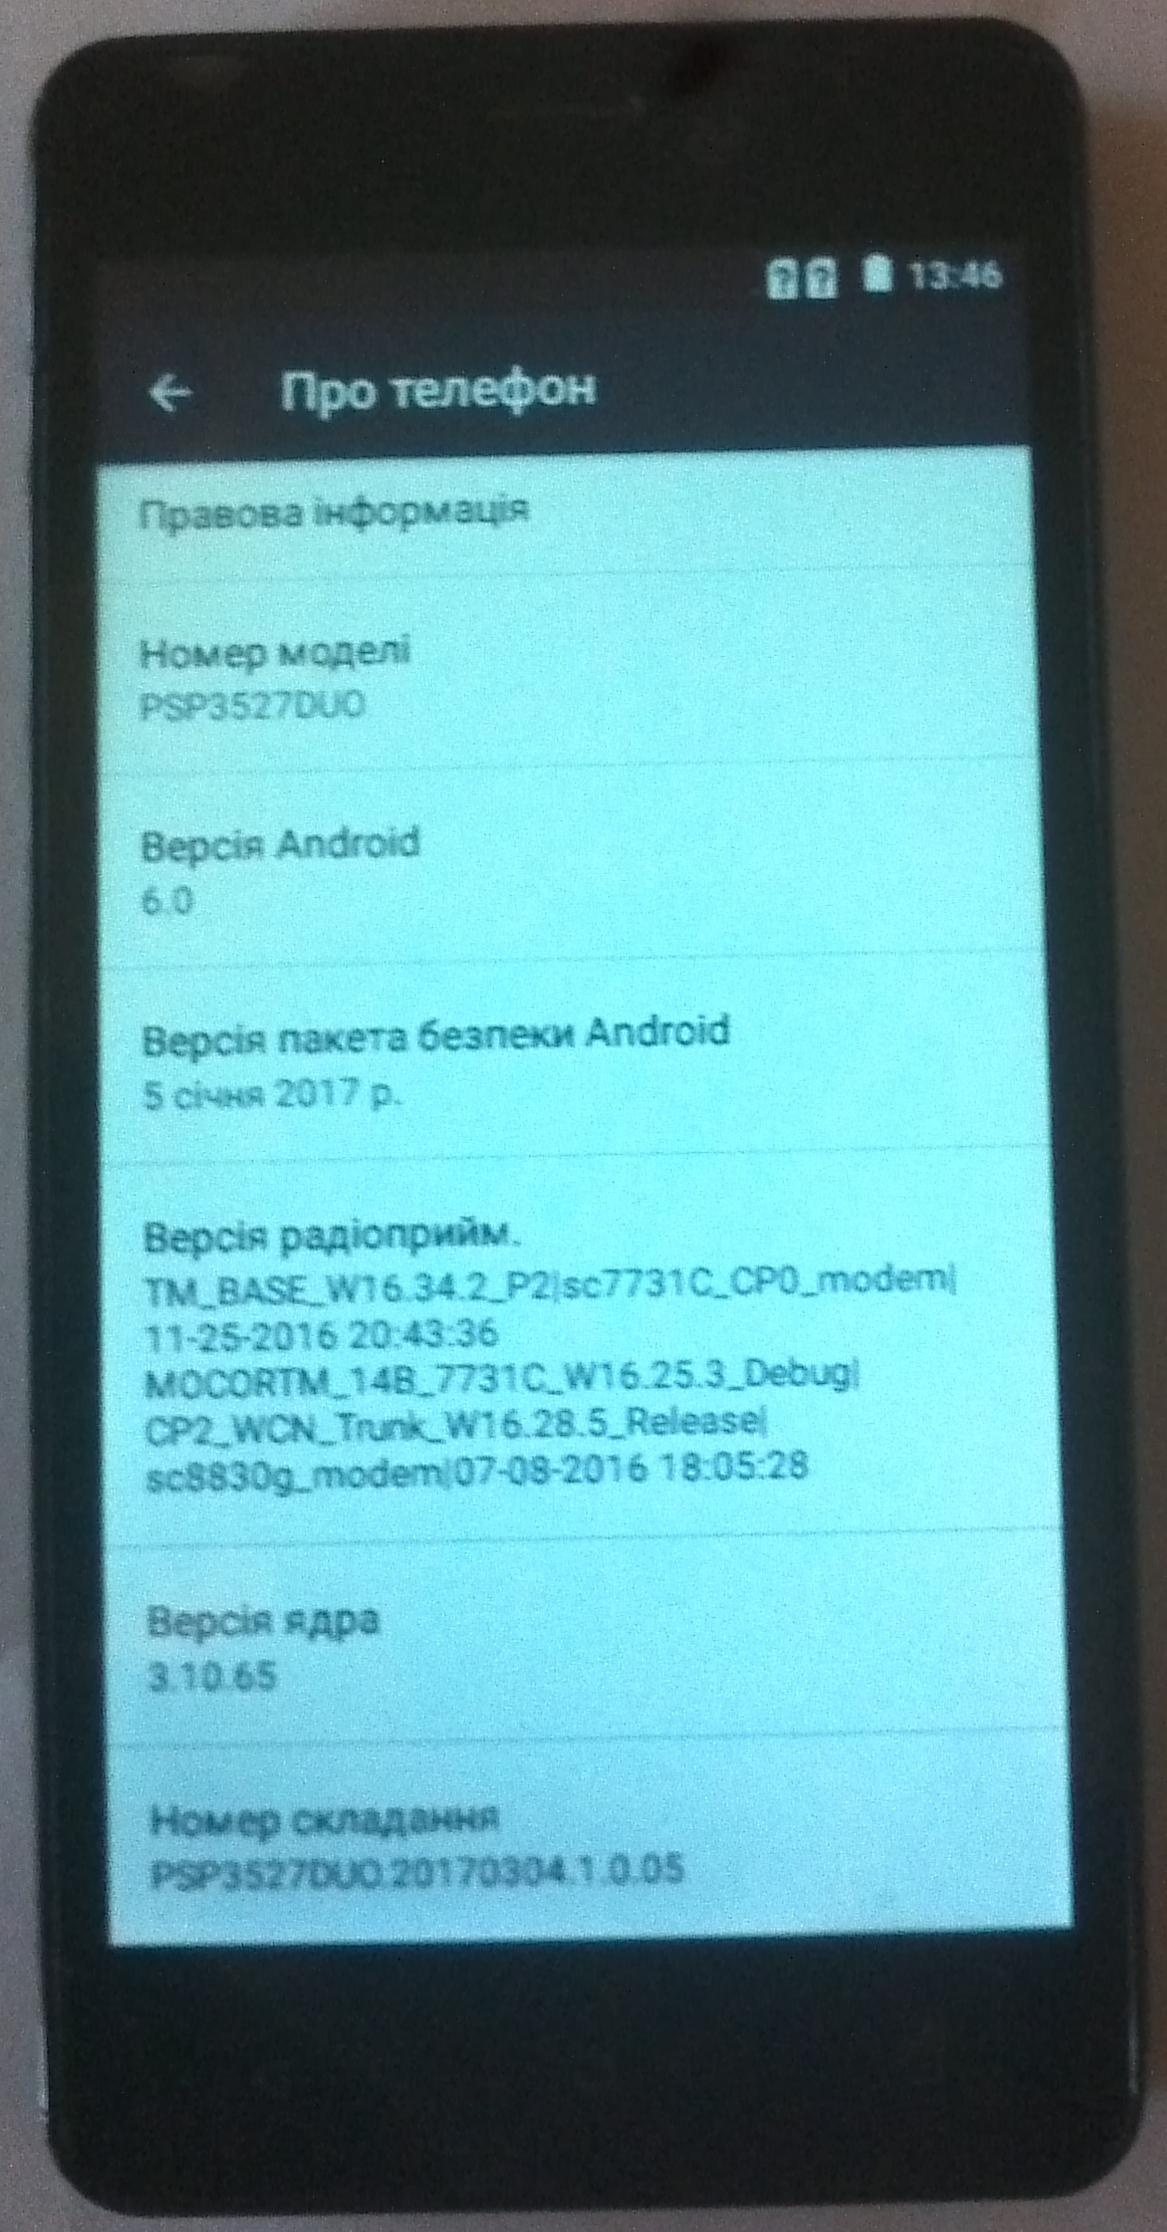 13:46
Про телефон
Правова інформація
Номер моделі
PSP3527DUO
Версія Android
6.0
Версія пакета безпеки Android
5 січня 2017 р.
Версія радіоприйм.
TM_BASE_W16.34.2_P2|sc7731C_CP0_modem|
11-25-2016 20:43:36
MOCORTM_14B_7731C_W16.25.3_Debug|
CP2_WCN_Trunk_W16.28.5_Release|
sc8830g_modem|07-08-2016 18:05:28
Версія ядра
3.10.65
Номер складання
PSP3527DUO.20170304.1.0.05